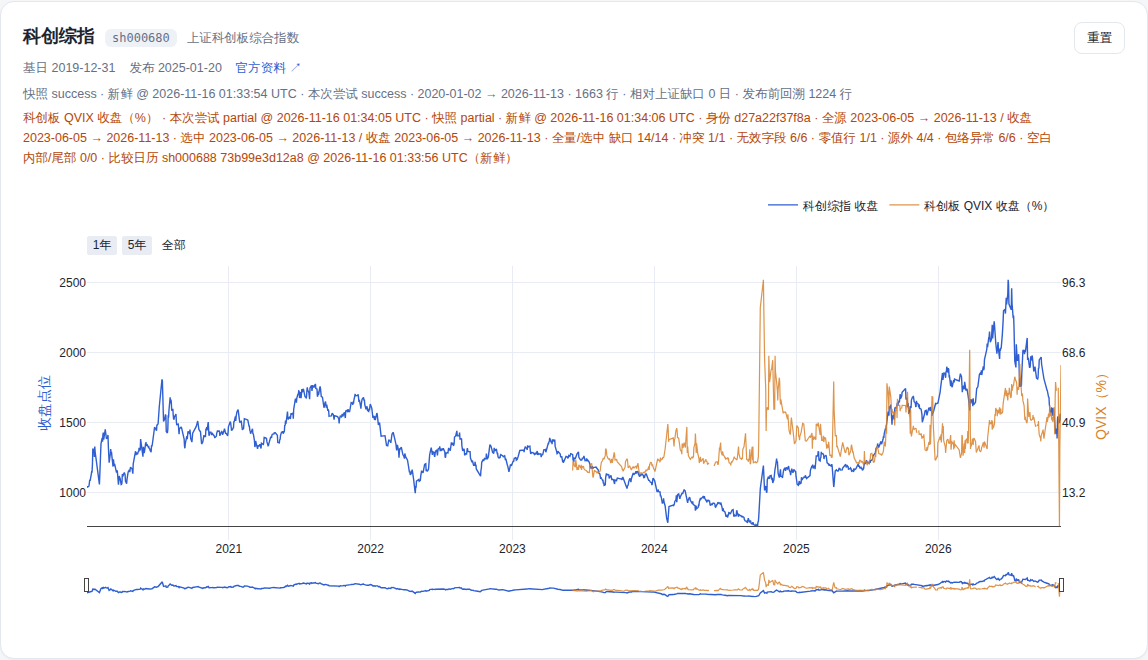 科创综指 sh000680 上证科创板综合指数 重置
基日 2019-12-31 发布 2025-01-20 官方资料 ↗
快照 success · 新鲜 @ 2026-11-16 01:33:54 UTC · 本次尝试 success · 2020-01-02 → 2026-11-13 · 1663 行 · 相对上证缺口 0 日 · 发布前回溯 1224 行
科创板 QVIX 收盘（%） · 本次尝试 partial @ 2026-11-16 01:34:05 UTC · 快照 partial · 新鲜 @ 2026-11-16 01:34:06 UTC · 身份 d27a22f37f8a · 全源 2023-06-05 → 2026-11-13 / 收盘
2023-06-05 → 2026-11-13 · 选中 2023-06-05 → 2026-11-13 / 收盘 2023-06-05 → 2026-11-13 · 全量/选中 缺口 14/14 · 冲突 1/1 · 无效字段 6/6 · 零值行 1/1 · 源外 4/4 · 包络异常 6/6 · 空白
内部/尾部 0/0 · 比较日历 sh000688 73b99e3d12a8 @ 2026-11-16 01:33:56 UTC（新鲜）
科创综指 收盘 科创板 QVIX 收盘（%）
1年 5年 全部
2500 96.3
2000 68.6
1500 40.9
1000 13.2
收盘点位
QVIX（%）
2021 2022 2023 2024 2025 2026